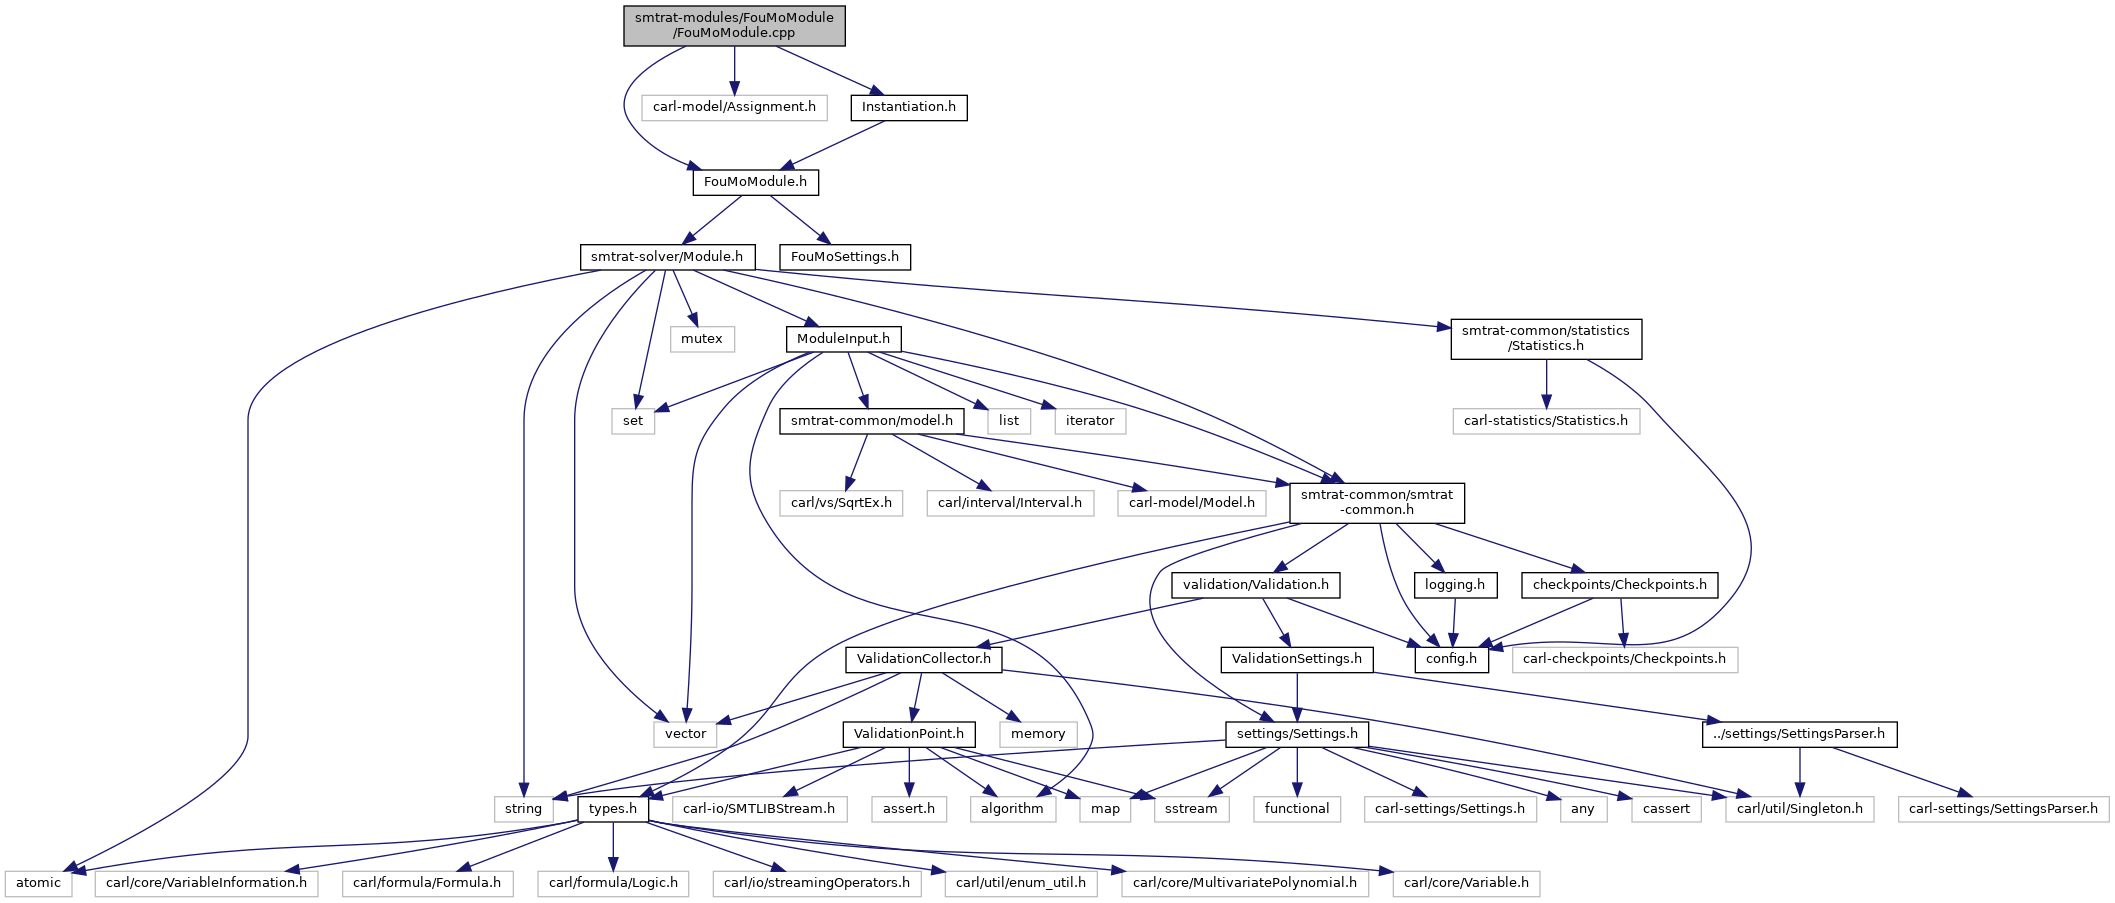 smtrat-modules/FouMoModule
/FouMoModule.cpp
carl-model/Assignment.h
Instantiation.h
FouMoModule.h
smtrat-solver/Module.h
FouMoSettings.h
mutex
ModuleInput.h
smtrat-common/statistics
/Statistics.h
set
smtrat-common/model.h
list
iterator
carl-statistics/Statistics.h
carl/vs/SqrtEx.h
carl/interval/Interval.h
carl-model/Model.h
smtrat-common/smtrat
-common.h
validation/Validation.h
logging.h
checkpoints/Checkpoints.h
ValidationCollector.h
ValidationSettings.h
config.h
carl-checkpoints/Checkpoints.h
vector
ValidationPoint.h
memory
settings/Settings.h
../settings/SettingsParser.h
string
types.h
carl-io/SMTLIBStream.h
assert.h
algorithm
map
sstream
functional
carl-settings/Settings.h
any
cassert
carl/util/Singleton.h
carl-settings/SettingsParser.h
atomic
carl/core/VariableInformation.h
carl/formula/Formula.h
carl/formula/Logic.h
carl/io/streamingOperators.h
carl/util/enum_util.h
carl/core/MultivariatePolynomial.h
carl/core/Variable.h